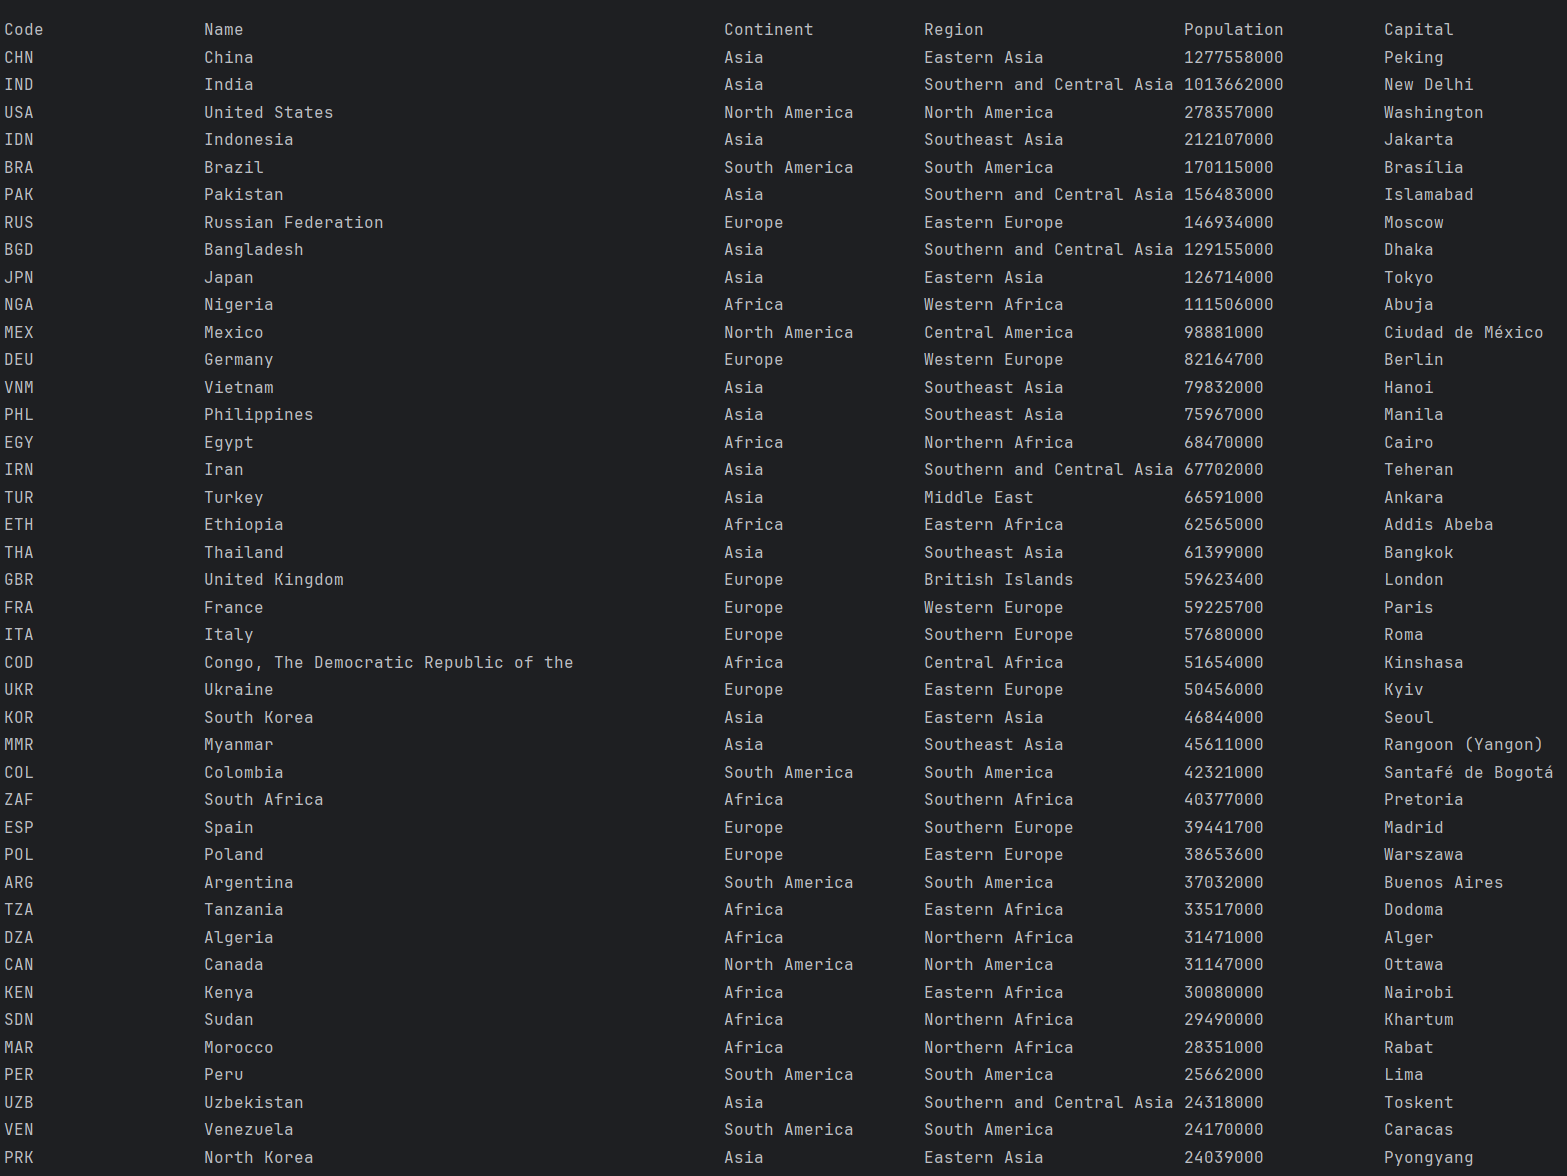 Code Name Continent Region Population Capital
CHN China Asia Eastern Asia 1277558000 Peking
IND India Asia Southern and Central Asia 1013662000 New Delhi
USA United States North America North America 278357000 Washington
IDN Indonesia Asia Southeast Asia 212107000 Jakarta
BRA Brazil South America South America 170115000 Brasília
PAK Pakistan Asia Southern and Central Asia 156483000 Islamabad
RUS Russian Federation Europe Eastern Europe 146934000 Moscow
BGD Bangladesh Asia Southern and Central Asia 129155000 Dhaka
JPN Japan Asia Eastern Asia 126714000 Tokyo
NGA Nigeria Africa Western Africa 111506000 Abuja
MEX Mexico North America Central America 98881000 Ciudad de México
DEU Germany Europe Western Europe 82164700 Berlin
VNM Vietnam Asia Southeast Asia 79832000 Hanoi
PHL Philippines Asia Southeast Asia 75967000 Manila
EGY Egypt Africa Northern Africa 68470000 Cairo
IRN Iran Asia Southern and Central Asia 67702000 Teheran
TUR Turkey Asia Middle East 66591000 Ankara
ETH Ethiopia Africa Eastern Africa 62565000 Addis Abeba
THA Thailand Asia Southeast Asia 61399000 Bangkok
GBR United Kingdom Europe British Islands 59623400 London
FRA France Europe Western Europe 59225700 Paris
ITA Italy Europe Southern Europe 57680000 Roma
COD Congo, The Democratic Republic of the Africa Central Africa 51654000 Kinshasa
UKR Ukraine Europe Eastern Europe 50456000 Kyiv
KOR South Korea Asia Eastern Asia 46844000 Seoul
MMR Myanmar Asia Southeast Asia 45611000 Rangoon (Yangon)
COL Colombia South America South America 42321000 Santafé de Bogotá
ZAF South Africa Africa Southern Africa 40377000 Pretoria
ESP Spain Europe Southern Europe 39441700 Madrid
POL Poland Europe Eastern Europe 38653600 Warszawa
ARG Argentina South America South America 37032000 Buenos Aires
TZA Tanzania Africa Eastern Africa 33517000 Dodoma
DZA Algeria Africa Northern Africa 31471000 Alger
CAN Canada North America North America 31147000 Ottawa
KEN Kenya Africa Eastern Africa 30080000 Nairobi
SDN Sudan Africa Northern Africa 29490000 Khartum
MAR Morocco Africa Northern Africa 28351000 Rabat
PER Peru South America South America 25662000 Lima
UZB Uzbekistan Asia Southern and Central Asia 24318000 Toskent
VEN Venezuela South America South America 24170000 Caracas
PRK North Korea Asia Eastern Asia 24039000 Pyongyang